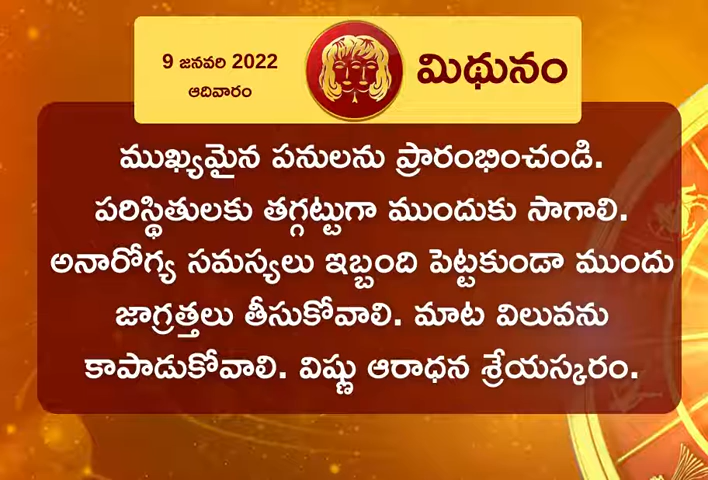 9 జనవరి 2022
ఆదివారం
మిథునం
ముఖ్యమైన పనులను ప్రారంభించండి.
పరిస్థితులకు తగ్గట్టుగా ముందుకు సాగాలి.
అనారోగ్య సమస్యలు ఇబ్బంది పెట్టకుండా ముందు
జాగ్రత్తలు తీసుకోవాలి. మాట విలువను
కాపాడుకోవాలి. విష్ణు ఆరాధన శ్రేయస్కరం.